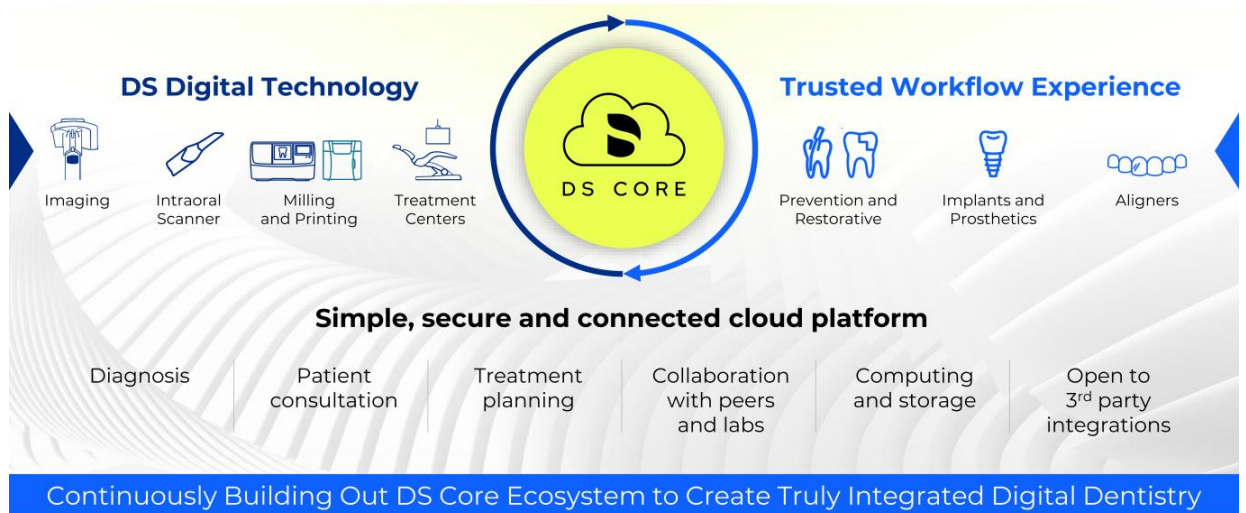 DS Digital Technology
Imaging
Intraoral
Scanner
Milling
and Printing
Treatment
Centers
DS CORE
Trusted Workflow Experience
Prevention and
Restorative
Implants and
Prosthetics
Aligners
Simple, secure and connected cloud platform
Diagnosis
Patient
consultation
Treatment
planning
Collaboration
with peers
and labs
Computing
and storage
Open to
3rd party
integrations
Continuously Building Out DS Core Ecosystem to Create Truly Integrated Digital Dentistry